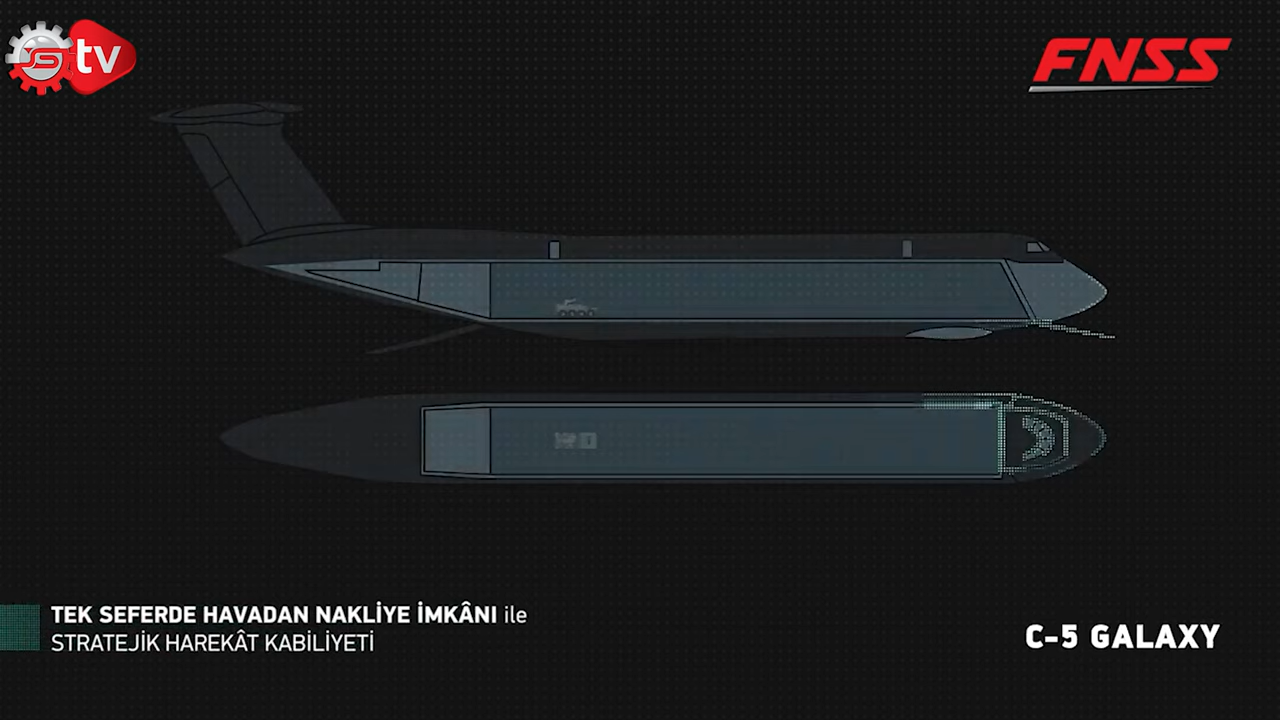 tv
FNSS
TEK SEFERDE HAVADAN NAKLİYE İMKÂNI ile
STRATEJİK HAREKÂT KABİLİYETİ
C-5 GALAXY